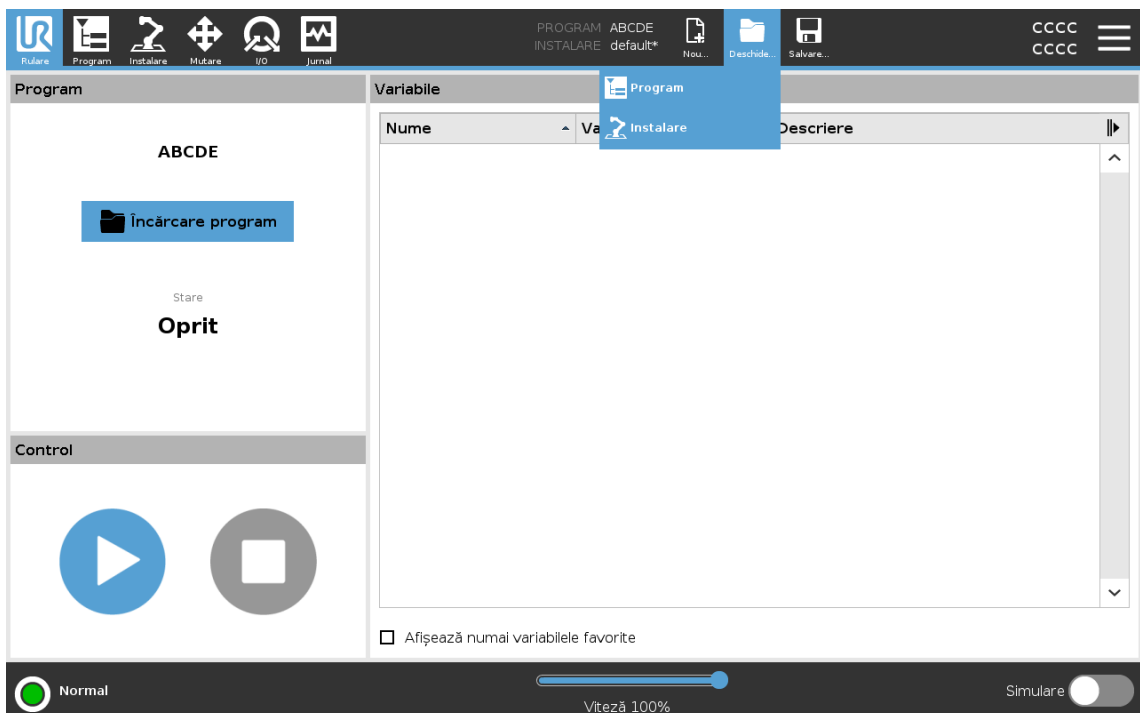 UR
Rulare
Program
Instalare
Mutare
I/O
Jurnal
PROGRAM ABCDE
INSTALARE default*
Nou...
Deschide...
Salvare...
CCCC
CCCC
Program
Variabile
Program
Instalare
Nume
Va
Descriere
ABCDE
Încărcare program
Stare
Oprit
Control
Afișează numai variabilele favorite
Normal
Viteză 100%
Simulare